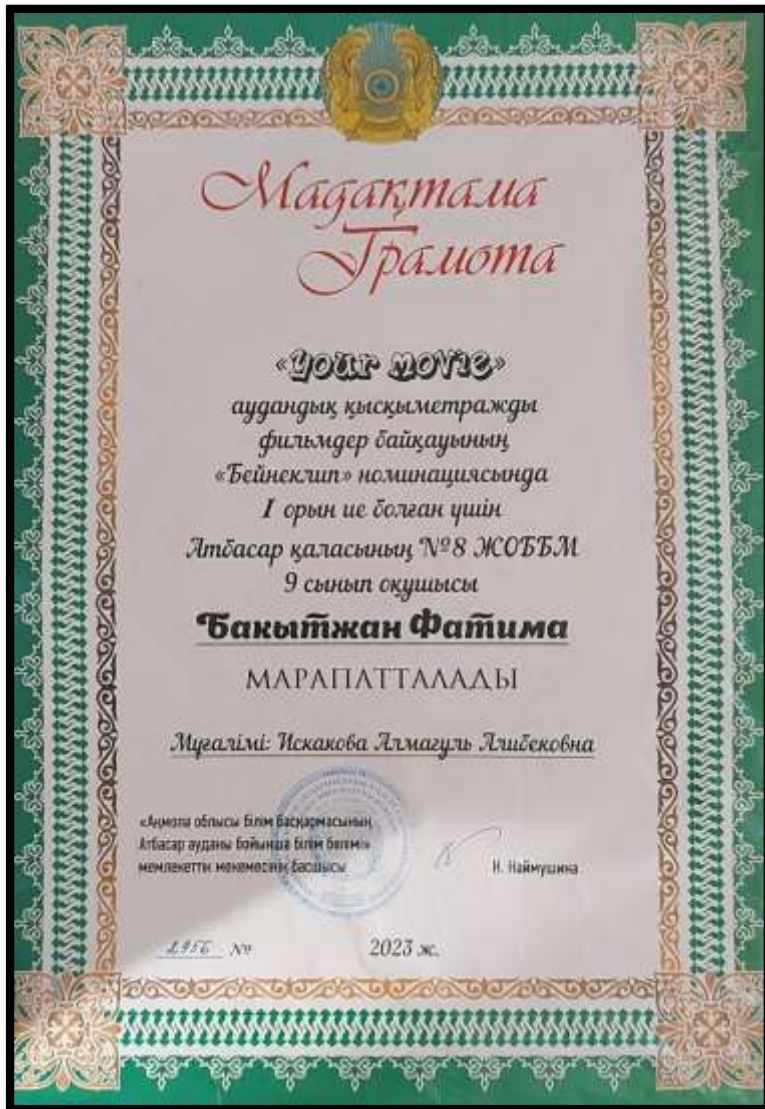 Мадақтама
Грамота
«Your movie»
аудандық қысқыметражды
фильмдер байқауының
«Бейнеклип» номинациясында
I орын ие болған үшін
Атбасар қаласының №8 ЖОББМ
9 сынып оқушысы
Бакытжан Фатима
МАРАПАТТАЛАДЫ
Мұғалімі: Искакова Алмагуль Алибековна
«Ақмола облысы білім басқармасының
Атбасар ауданы бойынша білім бөлімі»
мемлекеттік мекемесінің басшысы
Н. Наймушина
2956 №
2023 ж.